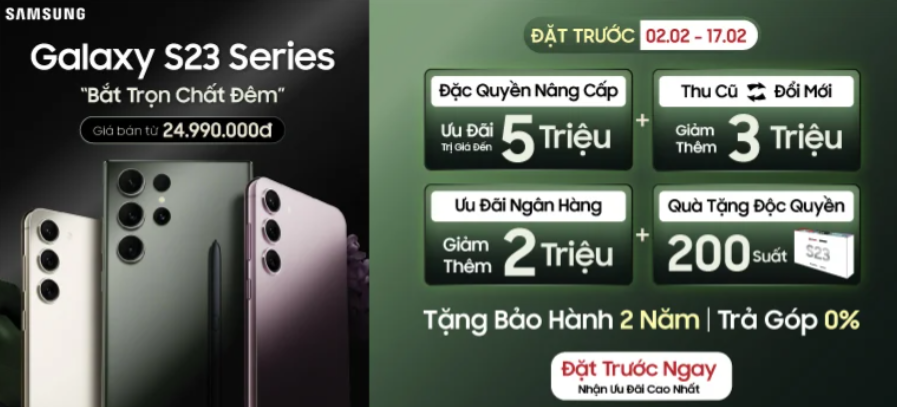 SAMSUNG
Galaxy S23 Series
"Bắt Trọn Chất Đêm"
Giá bán từ 24.990.000đ
ĐẶT TRƯỚC 02.02 - 17.02
Đặc Quyền Nâng Cấp
Ưu Đãi
Trị Giá Đến
5 Triệu
+
Thu Cũ Đổi Mới
Giảm
Thêm
3 Triệu
Ưu Đãi Ngân Hàng
Giảm
Thêm
2 Triệu
+
Quà Tặng Độc Quyền
200 Suất
S23
Tặng Bảo Hành 2 Năm | Trả Góp 0%
Đặt Trước Ngay
Nhận Ưu Đãi Cao Nhất